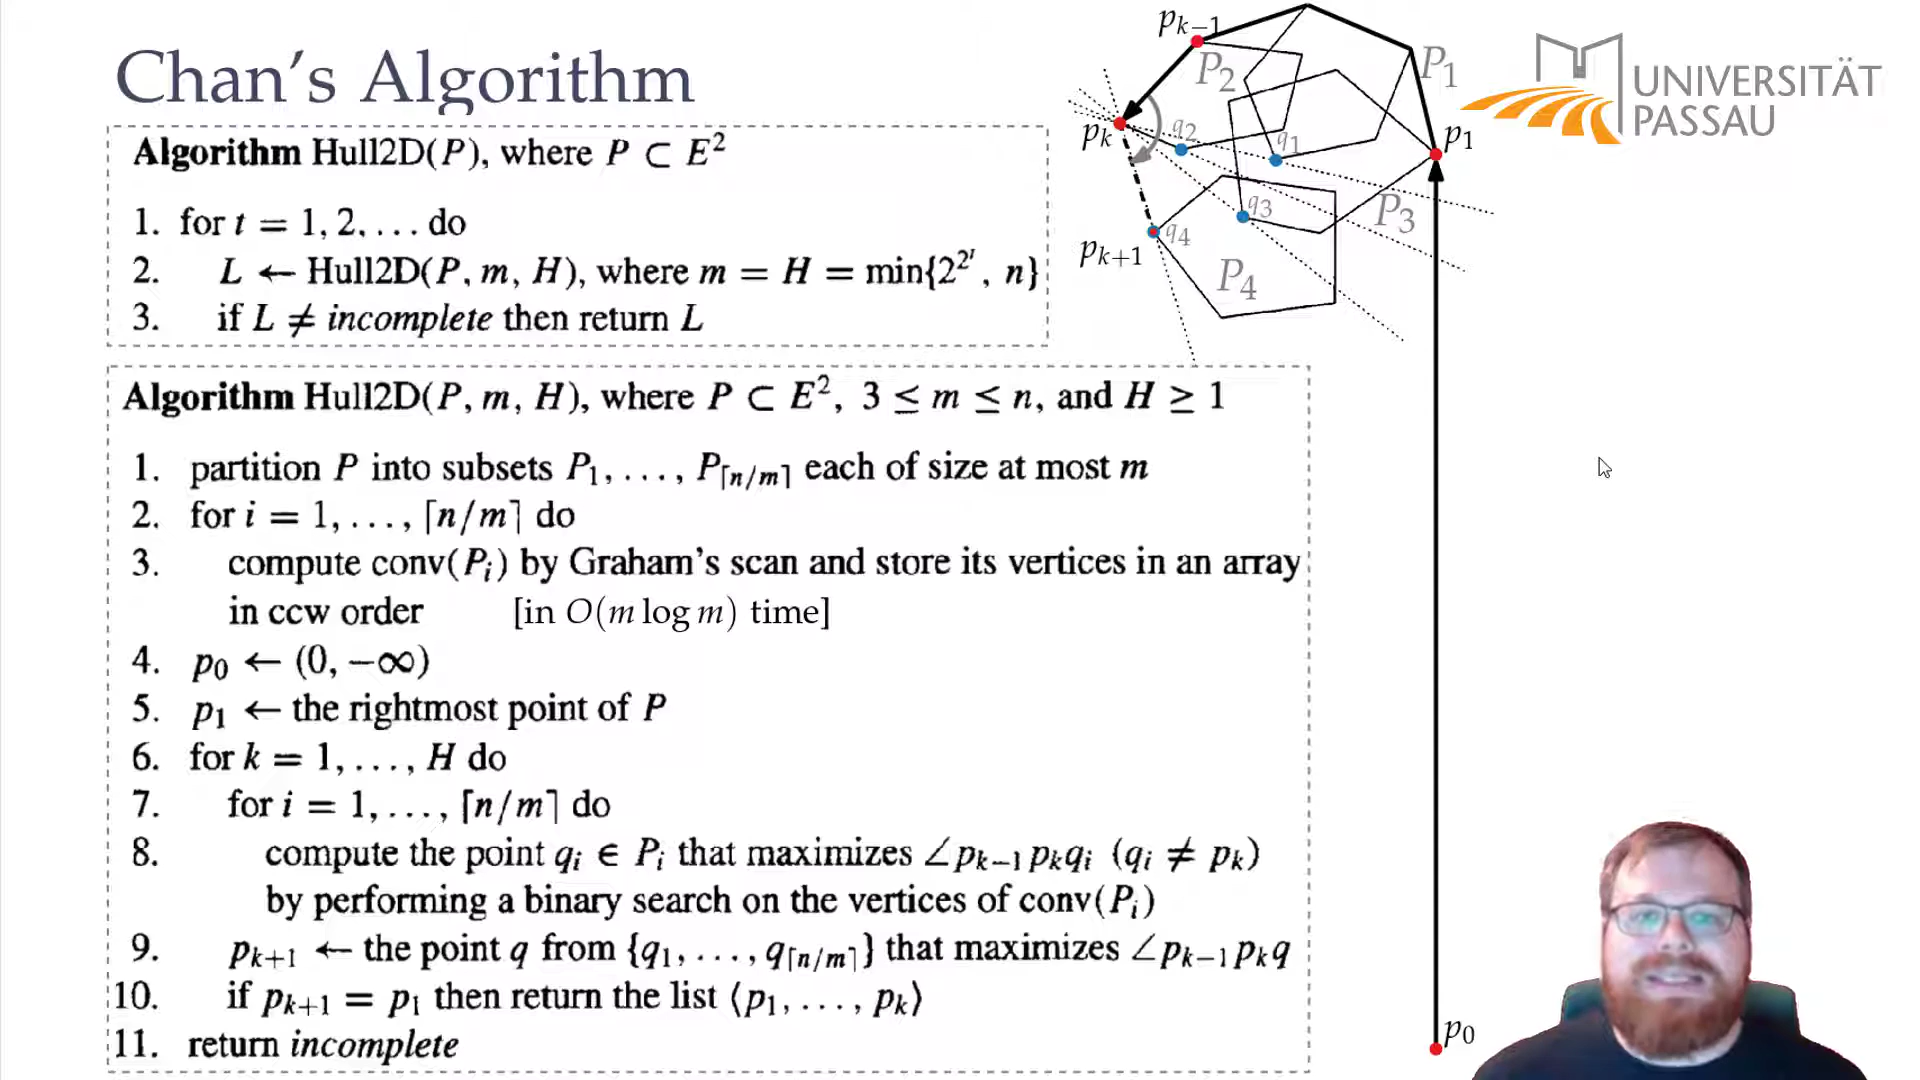 Chan's Algorithm
Algorithm Hull2D(P), where P ⊂ E²
1. for t = 1, 2, . . . do
2. L ← Hull2D(P, m, H), where m = H = min{2^{2^t}, n}
3. if L ≠ incomplete then return L
Algorithm Hull2D(P, m, H), where P ⊂ E², 3 ≤ m ≤ n, and H ≥ 1
1. partition P into subsets P₁, . . . , P_{⌈n/m⌉} each of size at most m
2. for i = 1, . . . , ⌈n/m⌉ do
3. compute conv(Pᵢ) by Graham's scan and store its vertices in an array
in ccw order [in O(m log m) time]
4. p₀ ← (0, −∞)
5. p₁ ← the rightmost point of P
6. for k = 1, . . . , H do
7. for i = 1, . . . , ⌈n/m⌉ do
8. compute the point qᵢ ∈ Pᵢ that maximizes ∠pₖ₋₁pₖqᵢ (qᵢ ≠ pₖ)
by performing a binary search on the vertices of conv(Pᵢ)
9. pₖ₊₁ ← the point q from {q₁, . . . , q_{⌈n/m⌉}} that maximizes ∠pₖ₋₁pₖq
10. if pₖ₊₁ = p₁ then return the list ⟨p₁, . . . , pₖ⟩
11. return incomplete
pₖ₋₁
P₂
P₁
pₖ
q₂
q₁
p₁
q₃
P₃
q₄
pₖ₊₁
P₄
p₀
UNIVERSITÄT
PASSAU